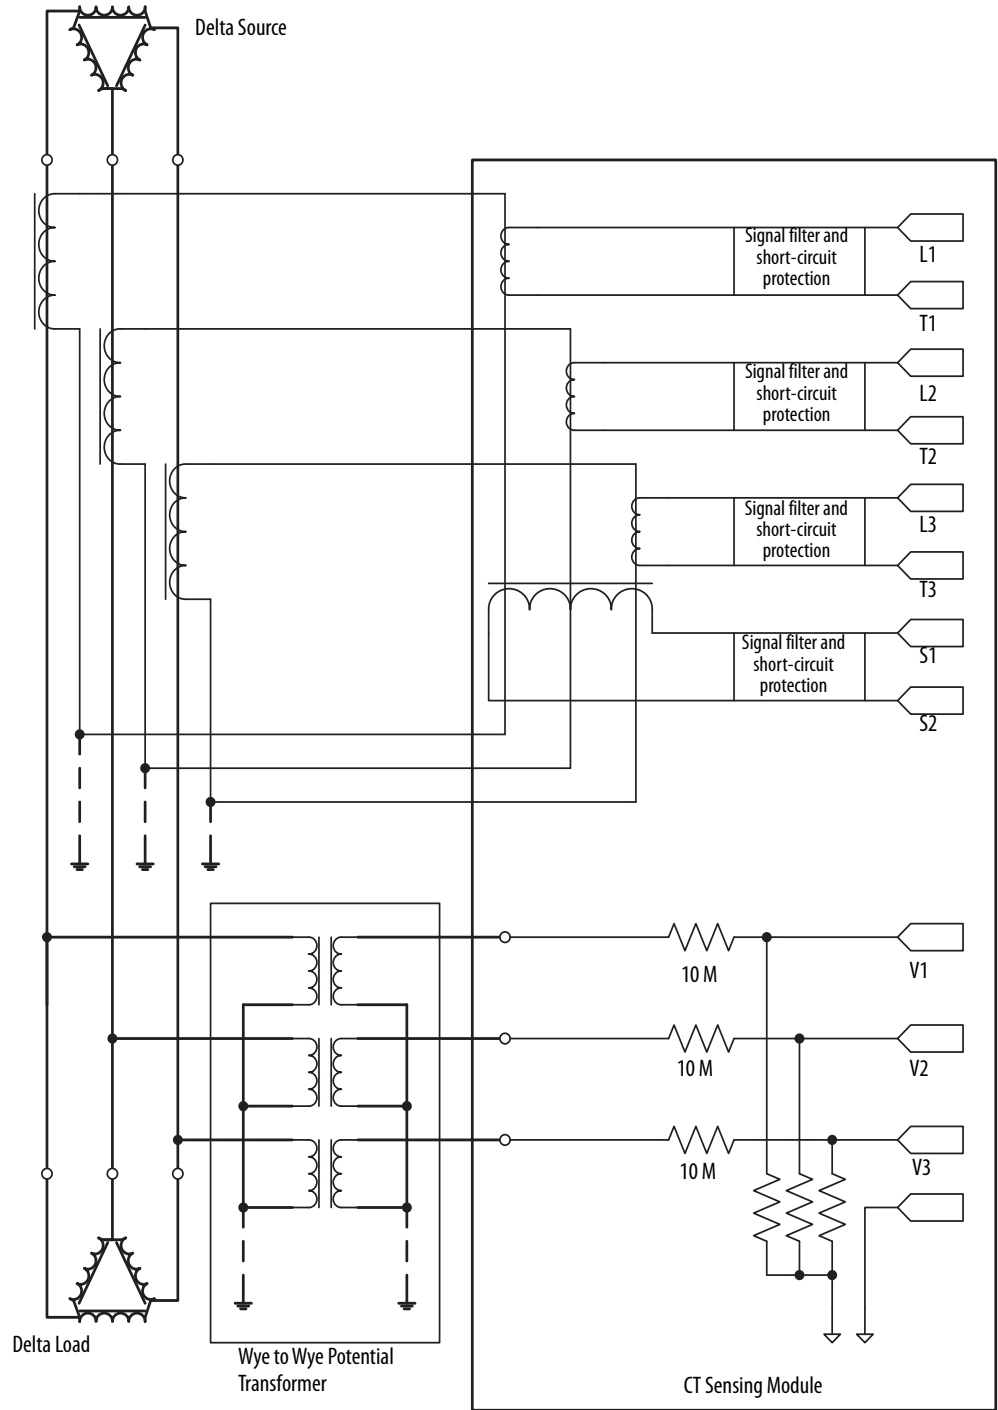 Delta Source
Signal filter and
short-circuit
protection
L1
T1
Signal filter and
short-circuit
protection
L2
T2
Signal filter and
short-circuit
protection
L3
T3
Signal filter and
short-circuit
protection
S1
S2
10 M
V1
10 M
V2
10 M
V3
Delta Load
Wye to Wye Potential
Transformer
CT Sensing Module